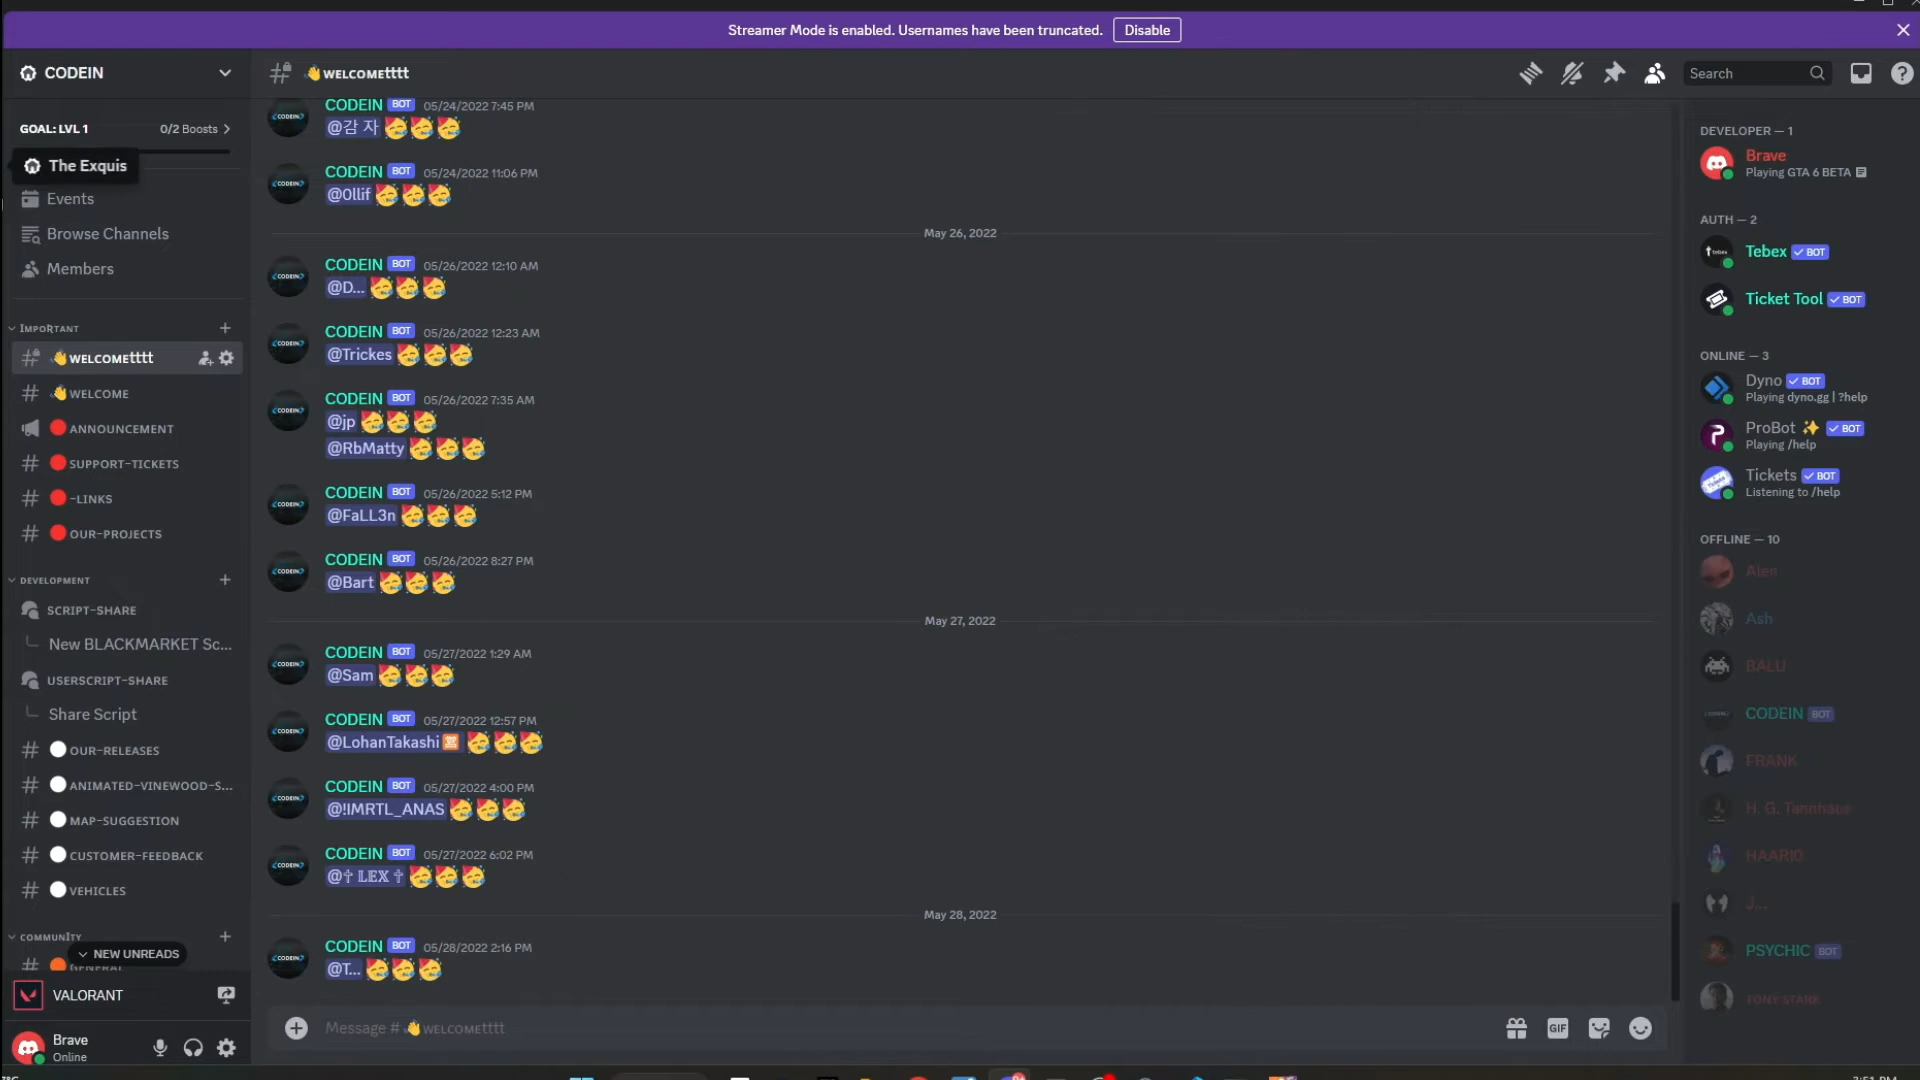 Streamer Mode is enabled. Usernames have been truncated. Disable
CODEIN
GOAL: LVL 1 0/2 Boosts
The Exquis
Events
Browse Channels
Members
IMPORTANT
WELCOMEtttt
WELCOME
ANNOUNCEMENT
SUPPORT-TICKETS
-LINKS
OUR-PROJECTS
DEVELOPMENT
SCRIPT-SHARE
New BLACKMARKET Sc...
USERSCRIPT-SHARE
Share Script
OUR-RELEASES
ANIMATED-VINEWOOD-S...
MAP-SUGGESTION
CUSTOMER-FEEDBACK
VEHICLES
COMMUNITY
NEW UNREADS
GENERAL
VALORANT
Brave
Online
# 👋WELCOMEtttt
Search
CODEIN BOT 05/24/2022 7:45 PM
@감 자 🥳🥳🥳
CODEIN BOT 05/24/2022 11:06 PM
@0llif 🥳🥳🥳
May 26, 2022
CODEIN BOT 05/26/2022 12:10 AM
@D... 🥳🥳🥳
CODEIN BOT 05/26/2022 12:23 AM
@Trickes 🥳🥳🥳
CODEIN BOT 05/26/2022 7:35 AM
@jp 🥳🥳🥳
@RbMatty 🥳🥳🥳
CODEIN BOT 05/26/2022 5:12 PM
@FaLL3n 🥳🥳🥳
CODEIN BOT 05/26/2022 8:27 PM
@Bart 🥳🥳🥳
May 27, 2022
CODEIN BOT 05/27/2022 1:29 AM
@Sam 🥳🥳🥳
CODEIN BOT 05/27/2022 12:57 PM
@LohanTakashi 🥳🥳🥳
CODEIN BOT 05/27/2022 4:00 PM
@!IMRTL_ANAS 🥳🥳🥳
CODEIN BOT 05/27/2022 6:02 PM
@✝ 𝕃𝔼𝕏 ✝ 🥳🥳🥳
May 28, 2022
CODEIN BOT 05/28/2022 2:16 PM
@T... 🥳🥳🥳
Message # 👋WELCOMEtttt
GIF
DEVELOPER — 1
Brave
Playing GTA 6 BETA
AUTH — 2
Tebex ✓ BOT
Ticket Tool ✓ BOT
ONLINE — 3
Dyno ✓ BOT
Playing dyno.gg | ?help
ProBot ✨ ✓ BOT
Playing /help
Tickets ✓ BOT
Listening to /help
OFFLINE — 10
Alen
Ash
BALU
CODEIN BOT
FRANK
H. G. Tannhaus
HAARI0
J...
PSYCHIC BOT
TONY STARK